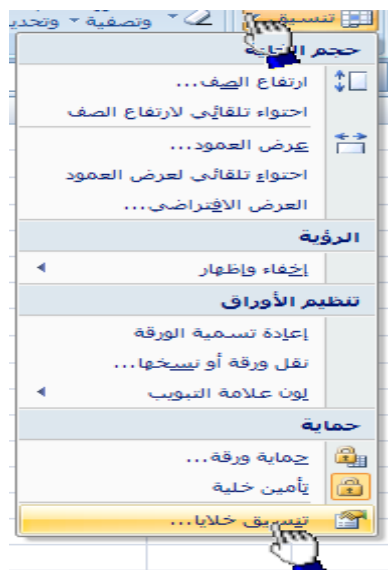 تنسيق
وتصفية وتحديد
حجم الخلية
ارتفاع الصف...
احتواء تلقائي لارتفاع الصف
عرض العمود...
احتواء تلقائي لعرض العمود
العرض الافتراضي...
الرؤية
إخفاء وإظهار
تنظيم الأوراق
إعادة تسمية الورقة
نقل ورقة أو نسخها...
لون علامة التبويب
حماية
حماية ورقة...
تأمين خلية
تنسيق خلايا...